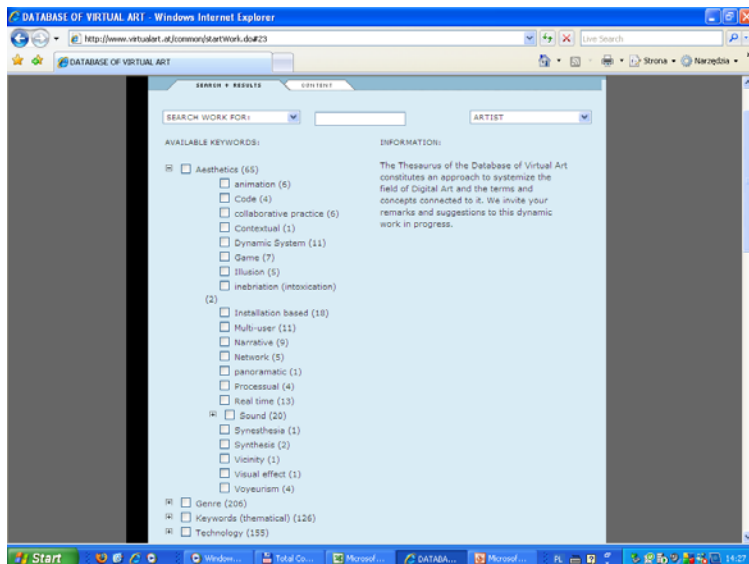 DATABASE OF VIRTUAL ART - Windows Internet Explorer
http://www.virtualart.at/common/startWork.do#23
Live Search
DATABASE OF VIRTUAL ART
Strona
Narzędzia
SEARCH + RESULTS
CONTENT
SEARCH WORK FOR:
ARTIST
AVAILABLE KEYWORDS:
INFORMATION:
Aesthetics (65)
animation (6)
Code (4)
collaborative practice (6)
Contextual (1)
Dynamic System (11)
Game (7)
Illusion (5)
inebriation (intoxication)
(2)
Installation based (18)
Multi-user (11)
Narrative (9)
Network (5)
panoramatic (1)
Processual (4)
Real time (13)
Sound (20)
Synesthesia (1)
Synthesis (2)
Vicinity (1)
Visual effect (1)
Voyeurism (4)
Genre (206)
Keywords (thematical) (126)
Technology (155)
The Thesaurus of the Database of Virtual Art
constitutes an approach to systemize the
field of Digital Art and the terms and
concepts connected to it. We invite your
remarks and suggestions to this dynamic
work in progress.
Start
Window...
Total Co...
Microsof...
DATABA...
Microsof...
PL
14:27